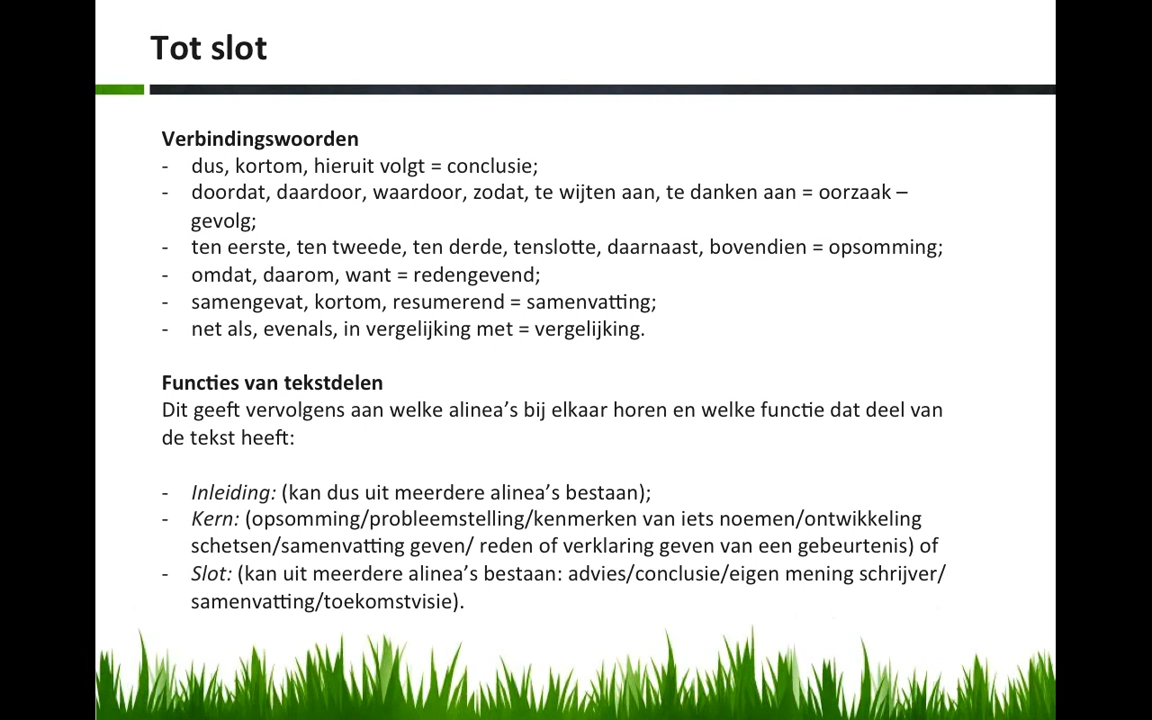 Tot slot
Verbindingswoorden
- dus, kortom, hieruit volgt = conclusie;
- doordat, daardoor, waardoor, zodat, te wijten aan, te danken aan = oorzaak –
gevolg;
- ten eerste, ten tweede, ten derde, tenslotte, daarnaast, bovendien = opsomming;
- omdat, daarom, want = redengevend;
- samengevat, kortom, resumerend = samenvatting;
- net als, evenals, in vergelijking met = vergelijking.
Functies van tekstdelen
Dit geeft vervolgens aan welke alinea’s bij elkaar horen en welke functie dat deel van
de tekst heeft:
- Inleiding: (kan dus uit meerdere alinea’s bestaan);
- Kern: (opsomming/probleemstelling/kenmerken van iets noemen/ontwikkeling
schetsen/samenvatting geven/ reden of verklaring geven van een gebeurtenis) of
- Slot: (kan uit meerdere alinea’s bestaan: advies/conclusie/eigen mening schrijver/
samenvatting/toekomstvisie).